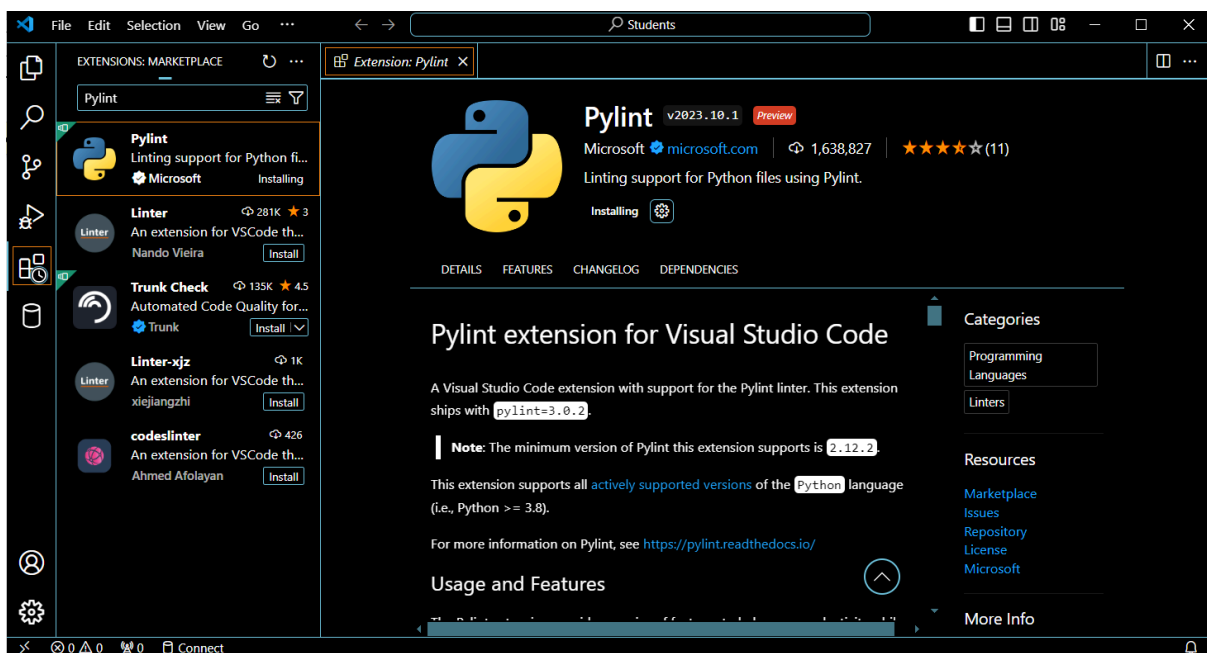 File Edit Selection View Go ···
Students
EXTENSIONS: MARKETPLACE
Pylint
Pylint
Linting support for Python fi...
Microsoft Installing
Linter 281K 3
An extension for VSCode th...
Nando Vieira Install
Linter
Trunk Check 135K 4.5
Automated Code Quality for...
Trunk Install
Linter-xjz 1K
An extension for VSCode th...
xiejiangzhi Install
Linter
codeslinter 426
An extension for VSCode th...
Ahmed Afolayan Install
Extension: Pylint
Pylint v2023.10.1 Preview
Microsoft microsoft.com 1,638,827 (11)
Linting support for Python files using Pylint.
Installing
DETAILS FEATURES CHANGELOG DEPENDENCIES
Pylint extension for Visual Studio Code
A Visual Studio Code extension with support for the Pylint linter. This extension
ships with pylint=3.0.2.
Note: The minimum version of Pylint this extension supports is 2.12.2.
This extension supports all actively supported versions of the Python language
(i.e., Python >= 3.8).
For more information on Pylint, see https://pylint.readthedocs.io/
Usage and Features
Categories
Programming
Languages
Linters
Resources
Marketplace
Issues
Repository
License
Microsoft
More Info
0 0 0 Connect